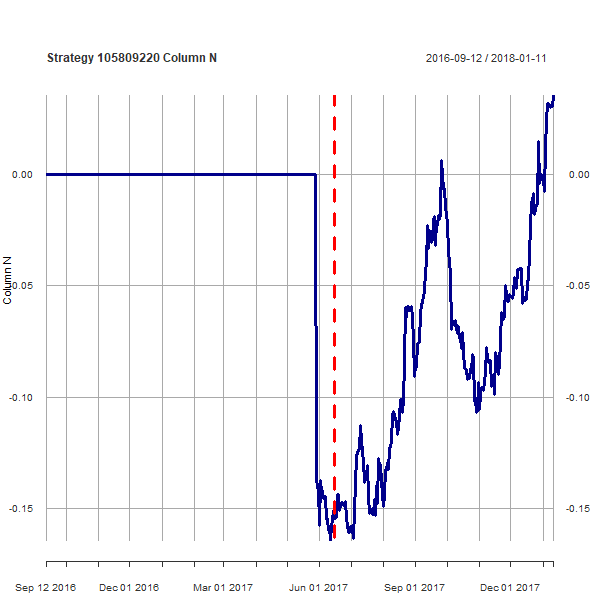 Strategy 105809220 Column N
2016-09-12 / 2018-01-11
Column N
0.00
0.00
-0.05
-0.05
-0.10
-0.10
-0.15
-0.15
Sep 12 2016
Dec 01 2016
Mar 01 2017
Jun 01 2017
Sep 01 2017
Dec 01 2017